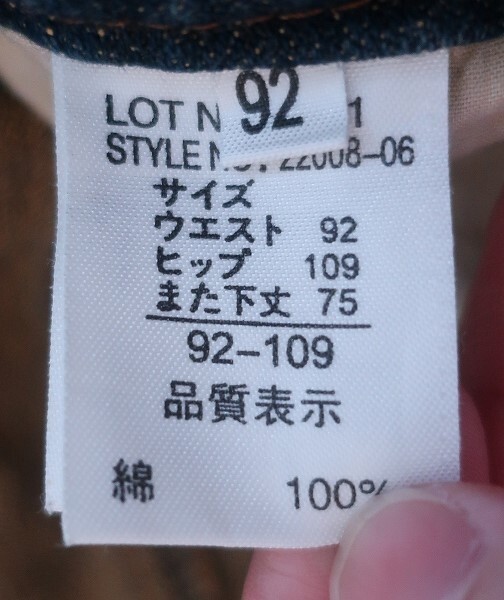 92
LOT N 1
STYLE N 22008-06
サイズ
ウエスト 92
ヒップ 109
また下丈 75
92-109
品質表示
綿 100%